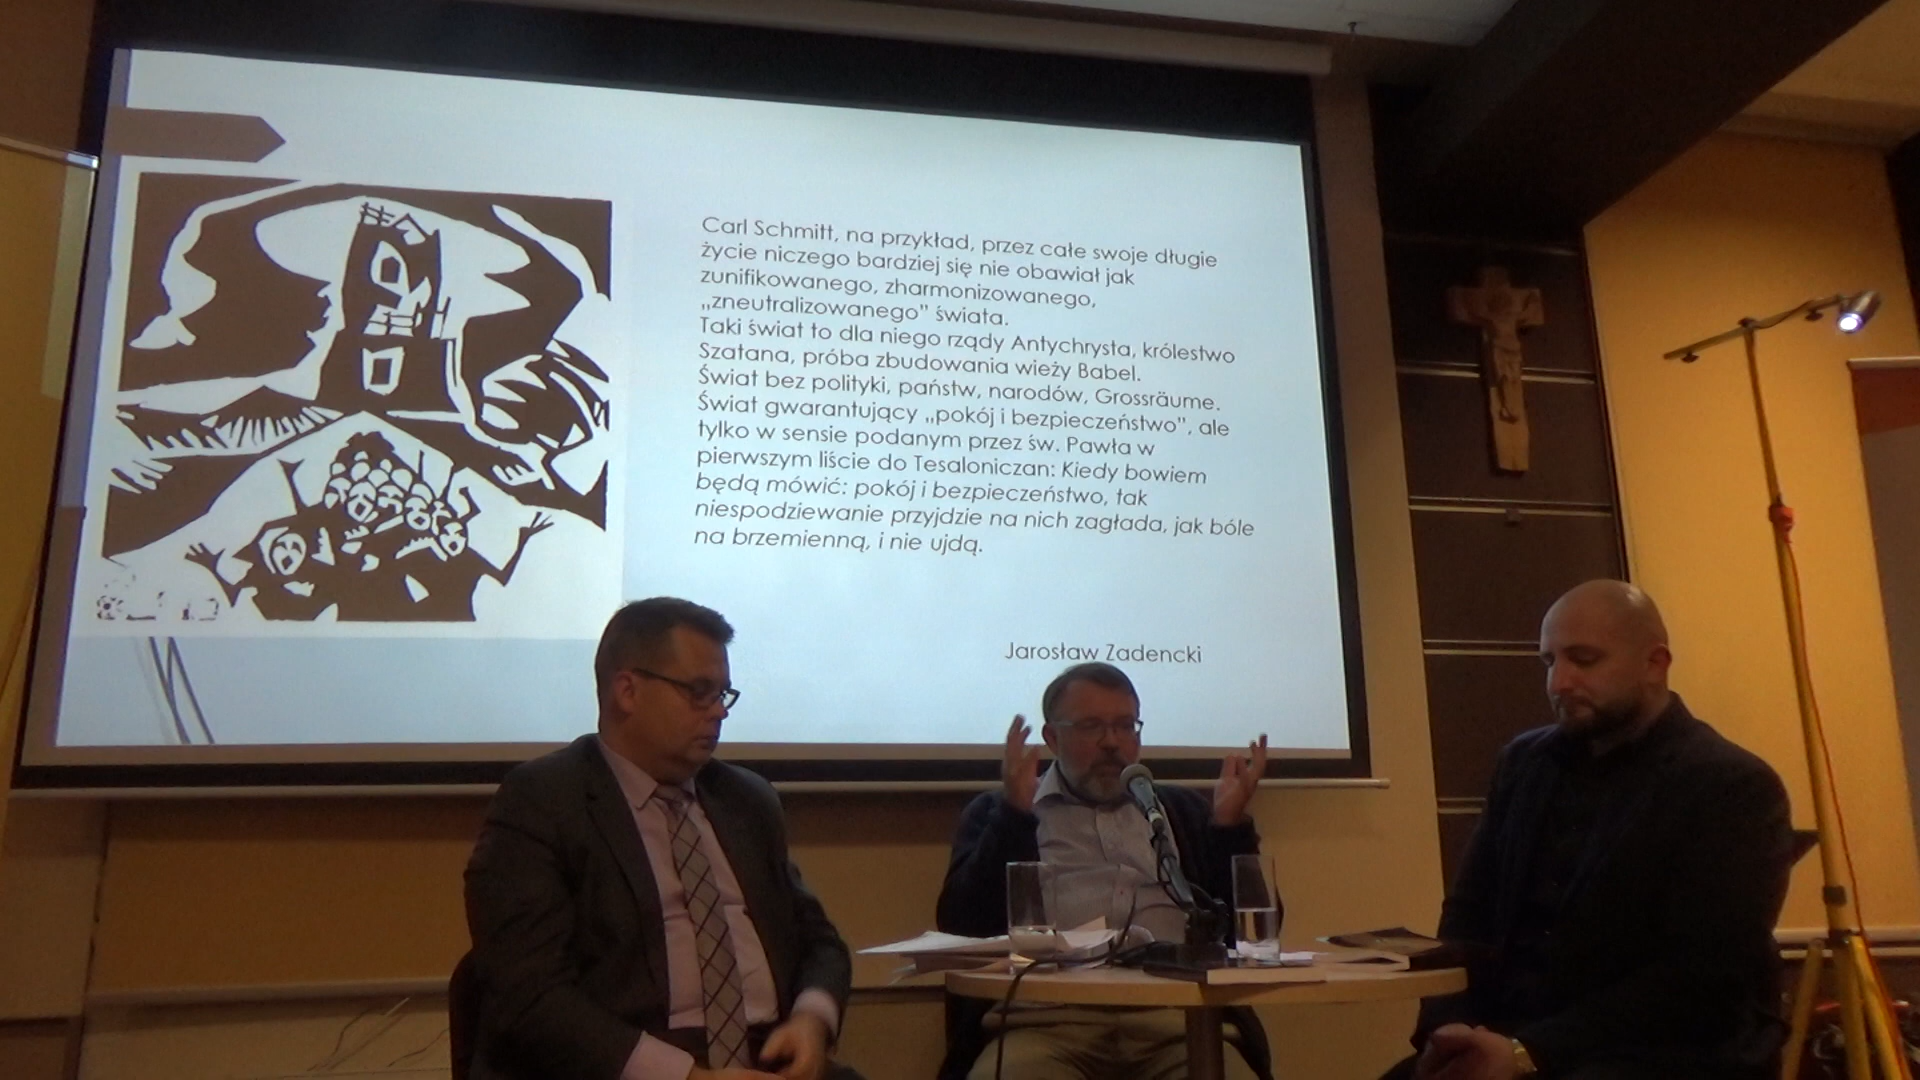 Carl Schmitt, na przykład, przez całe swoje długie
życie niczego bardziej się nie obawiał jak
zunifikowanego, zharmonizowanego,
„zneutralizowanego” świata.
Taki świat to dla niego rządy Antychrysta, królestwo
Szatana, próba zbudowania wieży Babel.
Świat bez polityki, państw, narodów, Grossräume.
Świat gwarantujący „pokój i bezpieczeństwo”, ale
tylko w sensie podanym przez św. Pawła w
pierwszym liście do Tesaloniczan: Kiedy bowiem
będą mówić: pokój i bezpieczeństwo, tak
niespodziewanie przyjdzie na nich zagłada, jak bóle
na brzemienną, i nie ujdą.
Jarosław Zadencki